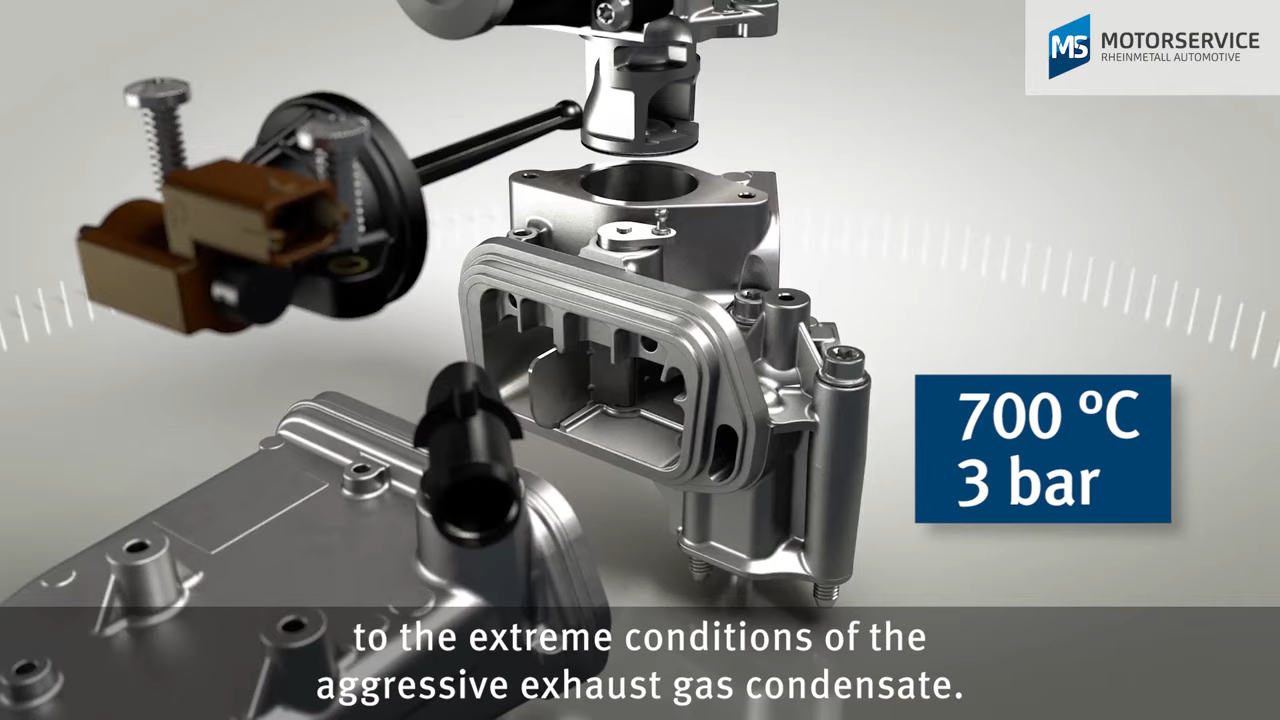 MS MOTORSERVICE
RHEINMETALL AUTOMOTIVE
700 ºC
3 bar
to the extreme conditions of the
aggressive exhaust gas condensate.